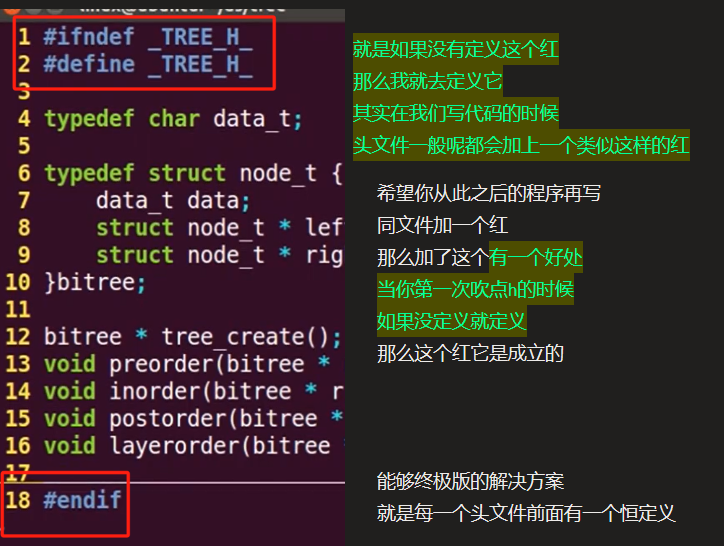 1 #ifndef _TREE_H_
2 #define _TREE_H_
3
4 typedef char data_t;
5
6 typedef struct node_t {
7 data_t data;
8 struct node_t * lef
9 struct node_t * rig
10 }bitree;
11
12 bitree * tree_create();
13 void preorder(bitree *
14 void inorder(bitree * r
15 void postorder(bitree *
16 void layerorder(bitree
17
18 #endif
就是如果没有定义这个红
那么我就去定义它
其实在我们写代码的时候
头文件一般呢都会加上一个类似这样的红
希望你从此之后的程序再写
同文件加一个红
那么加了这个有一个好处
当你第一次吹点h的时候
如果没定义就定义
那么这个红它是成立的
能够终极版的解决方案
就是每一个头文件前面有一个恒定义